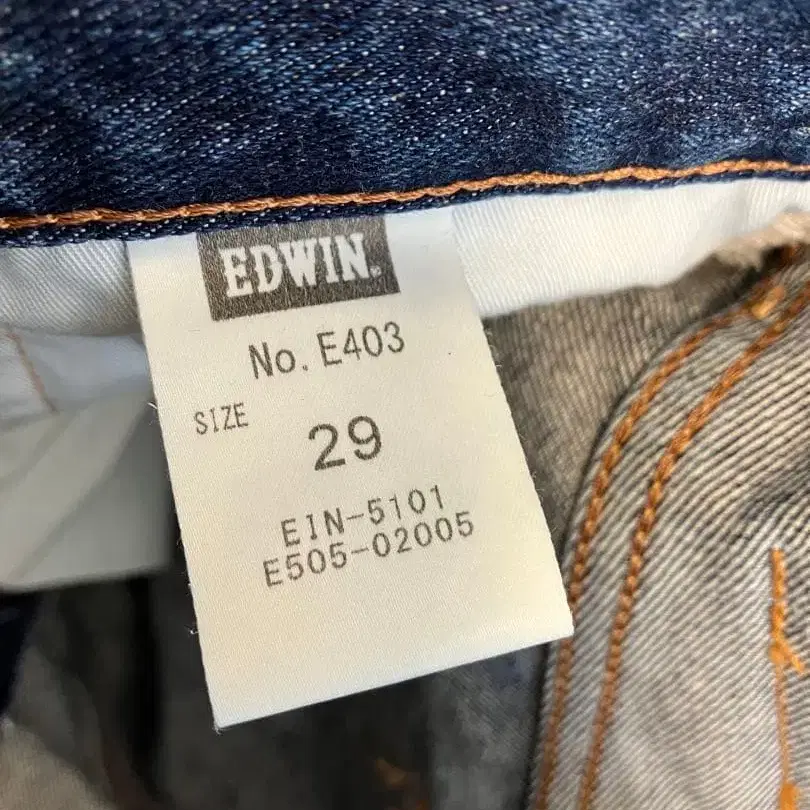 EDWIN.
No. E403
SIZE
29
EIN-5101
E505-02005